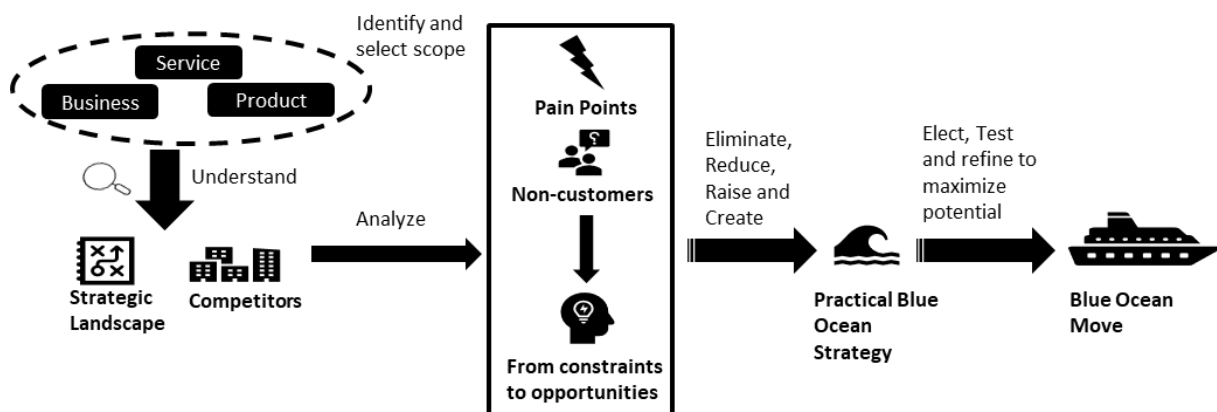 Identify and
select scope
Service
Business
Product
Understand
Strategic
Landscape
Competitors
Analyze
Pain Points
?
Non-customers
From constraints
to opportunities
Eliminate,
Reduce,
Raise and
Create
Practical Blue
Ocean
Strategy
Elect, Test
and refine to
maximize
potential
Blue Ocean
Move